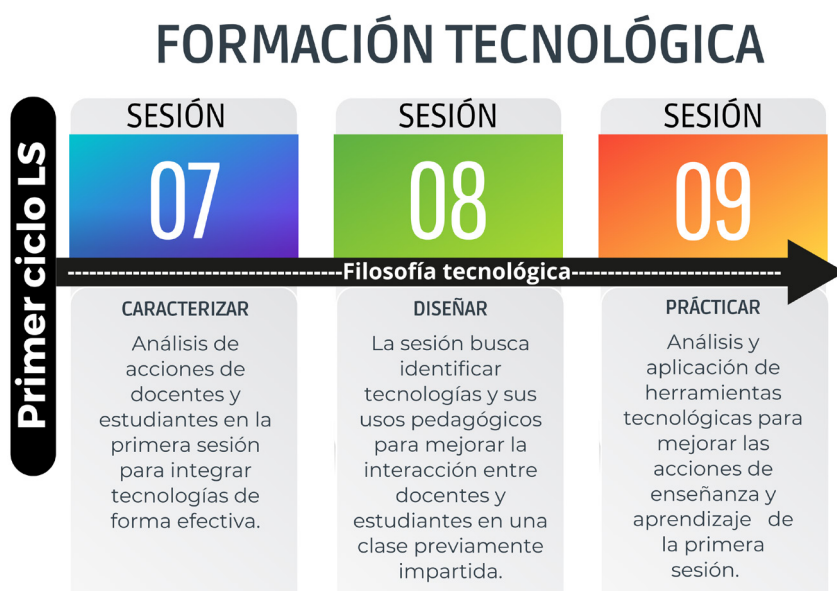 FORMACIÓN TECNOLÓGICA
Primer ciclo LS
SESIÓN
07
SESIÓN
08
SESIÓN
09
Filosofía tecnológica
CARACTERIZAR
Análisis de
acciones de
docentes y
estudiantes en la
primera sesión
para integrar
tecnologías de
forma efectiva.
DISEÑAR
La sesión busca
identificar
tecnologías y sus
usos pedagógicos
para mejorar la
interacción entre
docentes y
estudiantes en una
clase previamente
impartida.
PRÁCTICAR
Análisis y
aplicación de
herramientas
tecnológicas para
mejorar las
acciones de
enseñanza y
aprendizaje de
la primera
sesión.